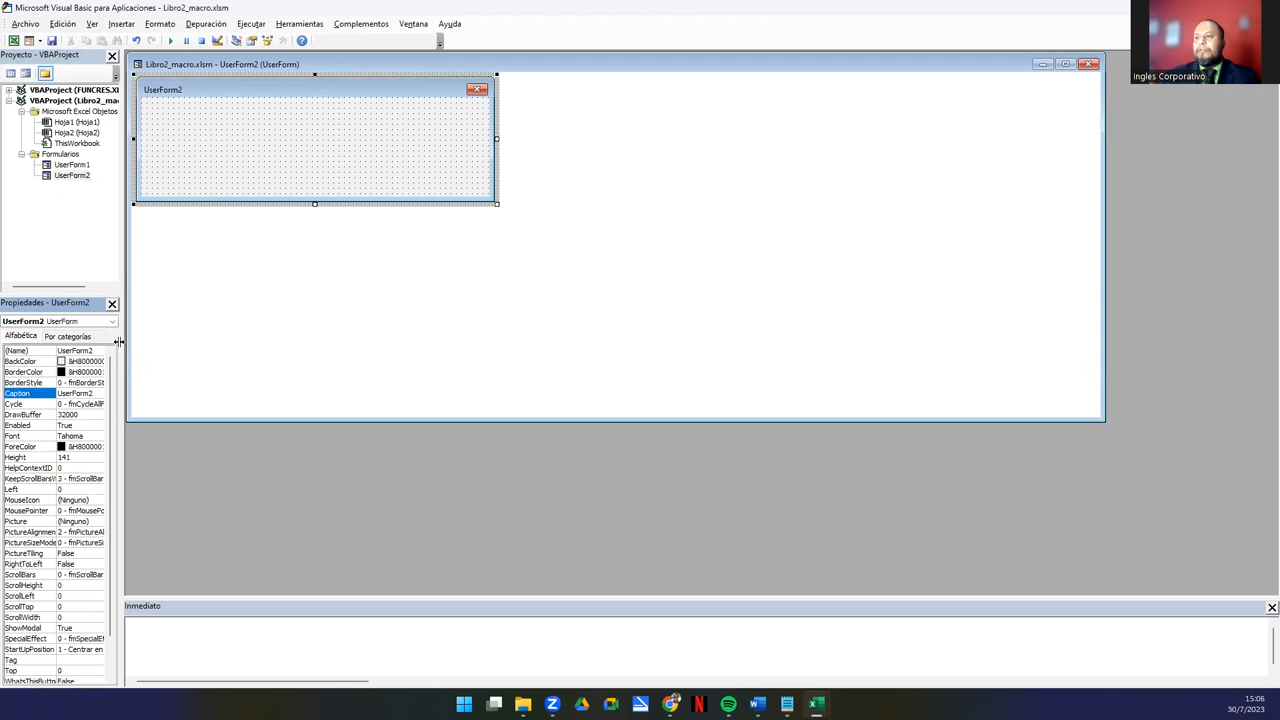 Microsoft Visual Basic para Aplicaciones - Libro2_macro.xlsm
Archivo Edición Ver Insertar Formato Depuración Ejecutar Herramientas Complementos Ventana Ayuda
Proyecto - VBAProject
VBAProject (FUNCRES.XL
VBAProject (Libro2_mac
Microsoft Excel Objetos
Hoja1 (Hoja1)
Hoja2 (Hoja2)
ThisWorkbook
Formularios
UserForm1
UserForm2
Libro2_macro.xlsm - UserForm2 (UserForm)
UserForm2
Ingles Corporativo
Propiedades - UserForm2
UserForm2 UserForm
Alfabética Por categorías
(Name) UserForm2
BackColor &H8000000
BorderColor &H8000000
BorderStyle 0 - fmBorderSt
Caption UserForm2
Cycle 0 - fmCycleAllF
DrawBuffer 32000
Enabled True
Font Tahoma
ForeColor &H8000001
Height 141
HelpContextID 0
KeepScrollBarsV 3 - fmScrollBar
Left 0
MouseIcon (Ninguno)
MousePointer 0 - fmMousePo
Picture (Ninguno)
PictureAlignmen 2 - fmPictureAl
PictureSizeMode 0 - fmPictureSi
PictureTiling False
RightToLeft False
ScrollBars 0 - fmScrollBar
ScrollHeight 0
ScrollLeft 0
ScrollTop 0
ScrollWidth 0
ShowModal True
SpecialEffect 0 - fmSpecialEf
StartUpPosition 1 - Centrar en
Tag
Top 0
WhatsThisButto False
Inmediato
15:06
30/7/2023